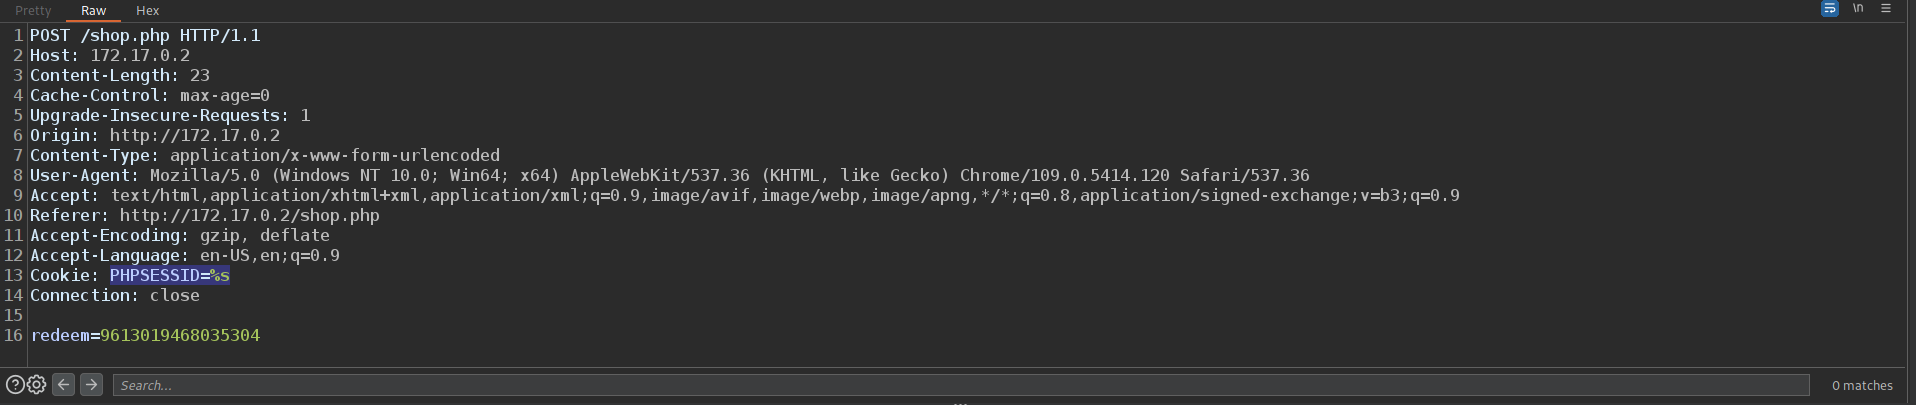 Pretty Raw Hex \n
1 POST /shop.php HTTP/1.1
2 Host: 172.17.0.2
3 Content-Length: 23
4 Cache-Control: max-age=0
5 Upgrade-Insecure-Requests: 1
6 Origin: http://172.17.0.2
7 Content-Type: application/x-www-form-urlencoded
8 User-Agent: Mozilla/5.0 (Windows NT 10.0; Win64; x64) AppleWebKit/537.36 (KHTML, like Gecko) Chrome/109.0.5414.120 Safari/537.36
9 Accept: text/html,application/xhtml+xml,application/xml;q=0.9,image/avif,image/webp,image/apng,*/*;q=0.8,application/signed-exchange;v=b3;q=0.9
10 Referer: http://172.17.0.2/shop.php
11 Accept-Encoding: gzip, deflate
12 Accept-Language: en-US,en;q=0.9
13 Cookie: PHPSESSID=%s
14 Connection: close
15
16 redeem=9613019468035304
Search... 0 matches